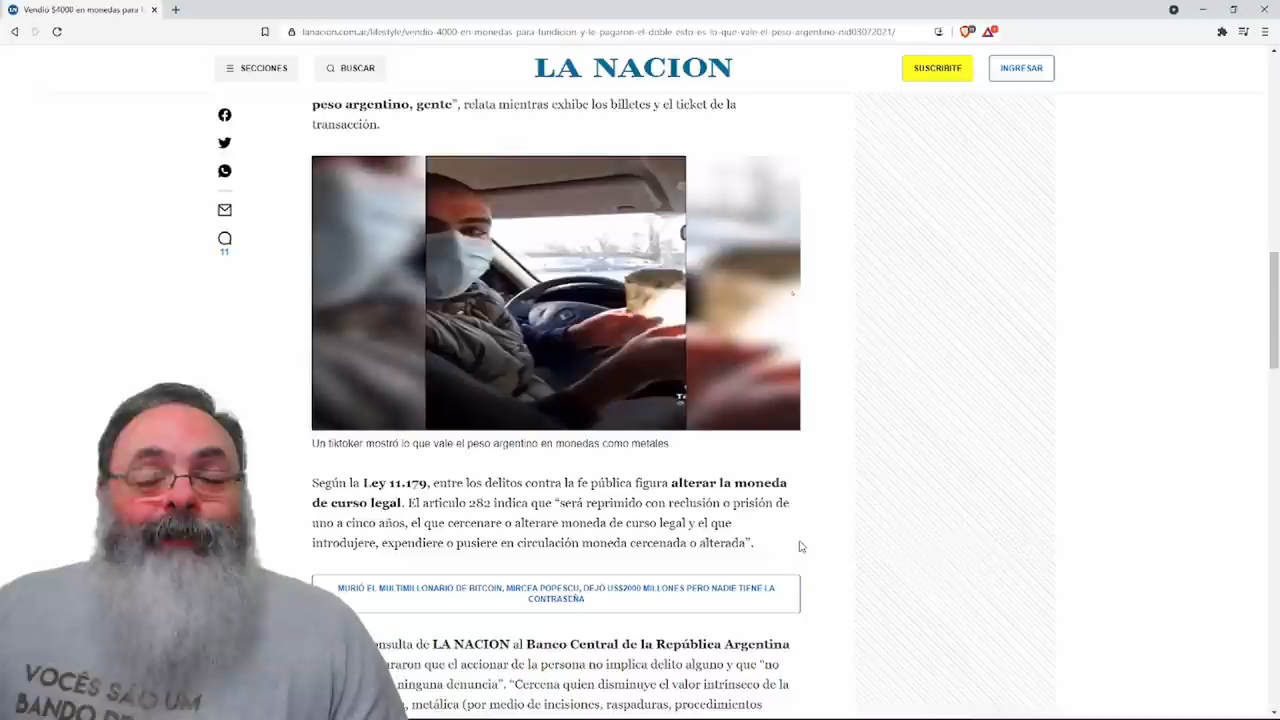 Vendió $4000 en monedas para l
lanacion.com.ar/lifestyle/vendio-4000-en-monedas-para-fundicion-y-le-pagaron-el-doble-esto-es-lo-que-vale-el-peso-argentino-nid03072021/
SECCIONES
BUSCAR
LA NACION
SUSCRIBITE
INGRESAR
peso argentino, gente”, relata mientras exhibe los billetes y el ticket de la
transacción.
11
Un tiktoker mostró lo que vale el peso argentino en monedas como metales
Según la Ley 11.179, entre los delitos contra la fe pública figura alterar la moneda
de curso legal. El artículo 282 indica que “será reprimido con reclusión o prisión de
uno a cinco años, el que cercenare o alterare moneda de curso legal y el que
introdujere, expendiere o pusiere en circulación moneda cercenada o alterada”.
MURIÓ EL MULTIMILLONARIO DE BITCOIN, MIRCEA POPESCU, DEJÓ US$2000 MILLONES PERO NADIE TIENE LA
CONTRASEÑA
nsulta de LA NACION al Banco Central de la República Argentina
araron que el accionar de la persona no implica delito alguno y que “no
ninguna denuncia”. “Cercena quien disminuye el valor intrínseco de la
, metálica (por medio de incisiones, raspaduras, procedimientos
VOCÊS SÃO UM
BANDO DE